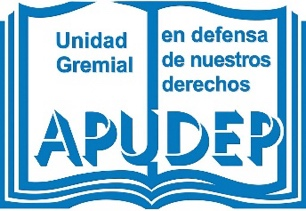 Unidad
Gremial
en defensa
de nuestros
derechos
APUDEP